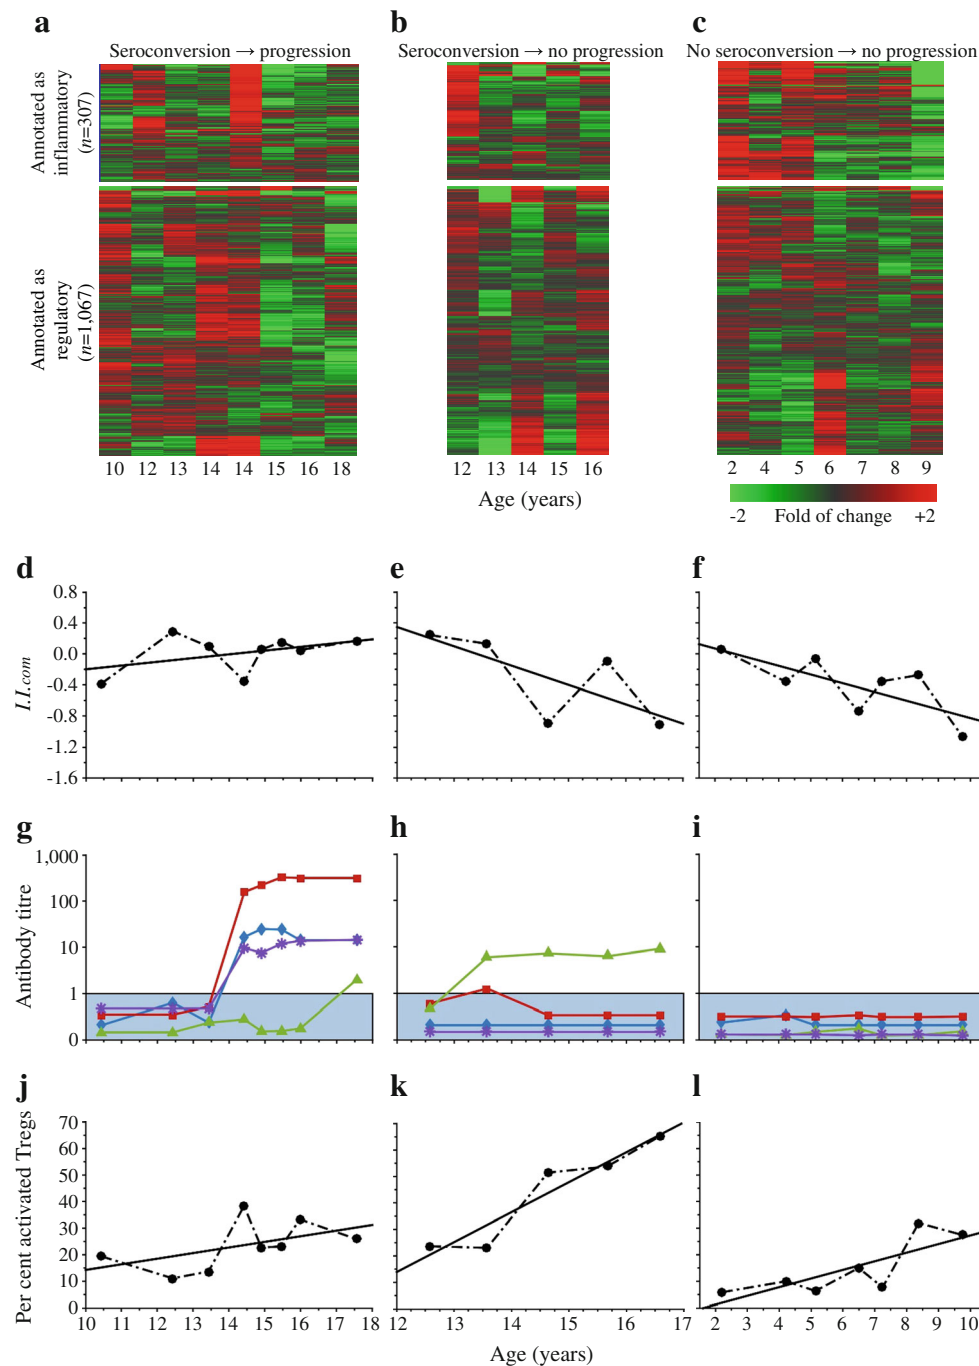 a
b
c
Seroconversion → progression
Seroconversion → no progression
No seroconversion → no progression
Annotated as
inflammatory
(n=307)
Annotated as
regulatory
(n=1,067)
10 12 13 14 14 15 16 18
12 13 14 15 16
2 4 5 6 7 8 9
Age (years)
-2 Fold of change +2
d
e
f
I.I.com
0.8
0.4
0.0
-0.4
-0.8
-1.2
-1.6
g
h
i
Antibody titre
1,000
100
10
1
0
j
k
l
Per cent activated Tregs
70
60
50
40
30
20
10
0
10 11 12 13 14 15 16 17 18
12 13 14 15 16 17
2 3 4 5 6 7 8 9 10
Age (years)